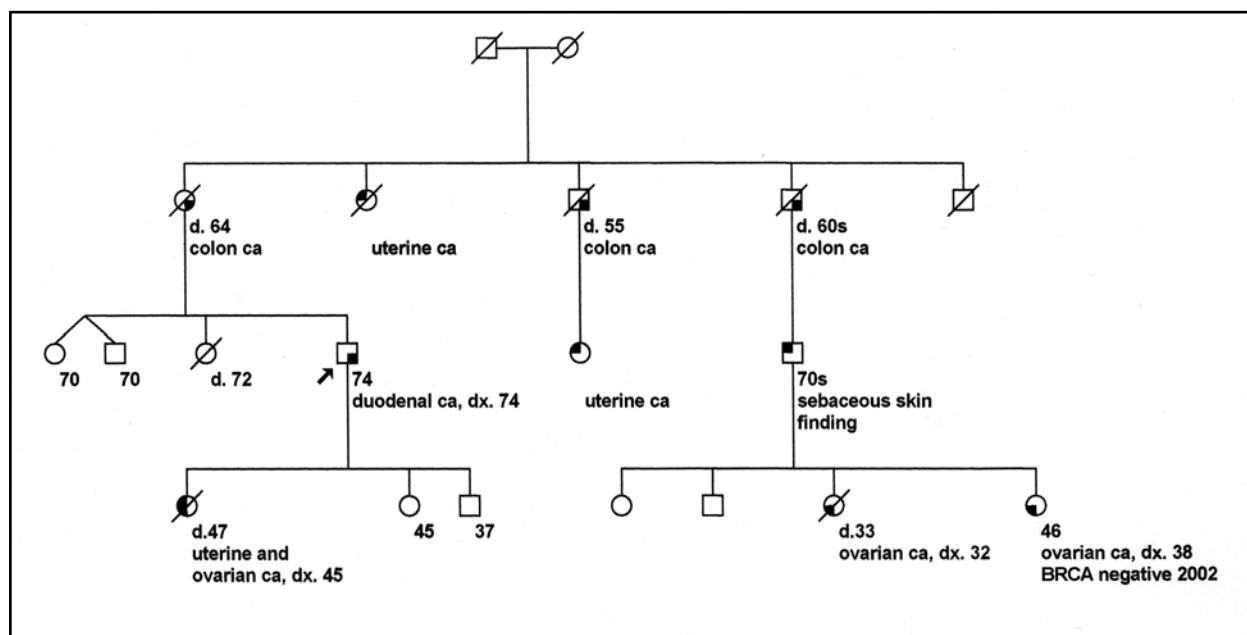 d. 64
colon ca
uterine ca
d. 55
colon ca
d. 60s
colon ca
70
70
d. 72
74
duodenal ca, dx. 74
uterine ca
70s
sebaceous skin
finding
d.47
uterine and
ovarian ca, dx. 45
45
37
d.33
ovarian ca, dx. 32
46
ovarian ca, dx. 38
BRCA negative 2002